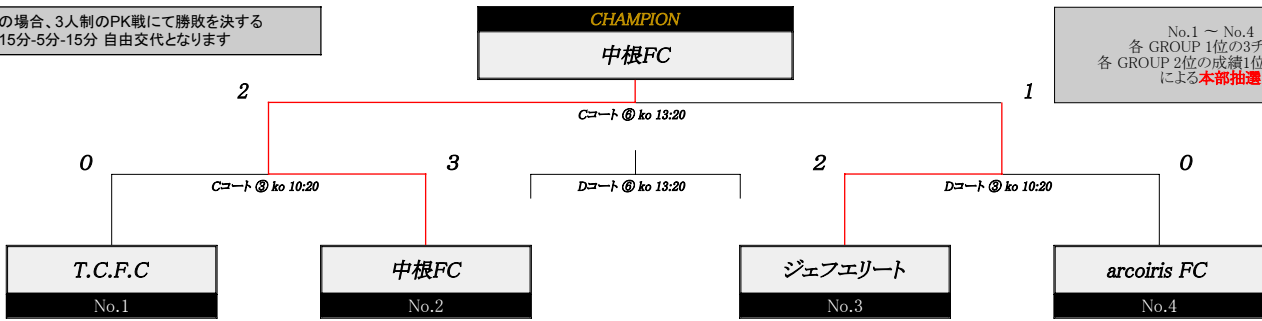 の場合、3人制のPK戦にて勝敗を決する
15分-5分-15分 自由交代となります
CHAMPION
中根FC
No.1 ～ No.4
各 GROUP 1位の3チ
各 GROUP 2位の成績1位
による本部抽選
2
1
Cコート ⑥ ko 13:20
0
3
2
0
Cコート ③ ko 10:20
Dコート ⑥ ko 13:20
Dコート ③ ko 10:20
T.C.F.C
中根FC
ジェフエリート
arcoiris FC
No.1
No.2
No.3
No.4